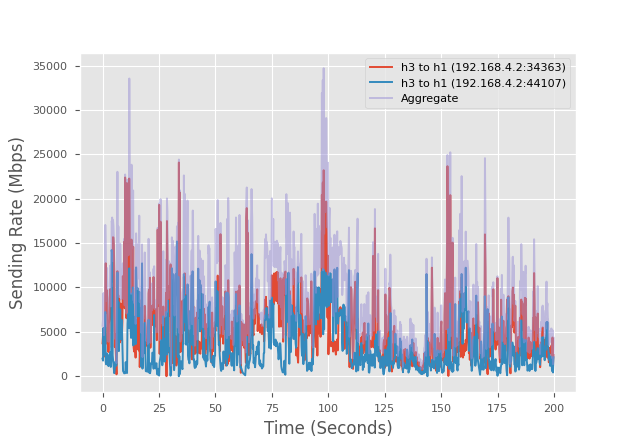 35000
30000
25000
20000
15000
10000
5000
0
Sending Rate (Mbps)
h3 to h1 (192.168.4.2:34363)
h3 to h1 (192.168.4.2:44107)
Aggregate
0 25 50 75 100 125 150 175 200
Time (Seconds)